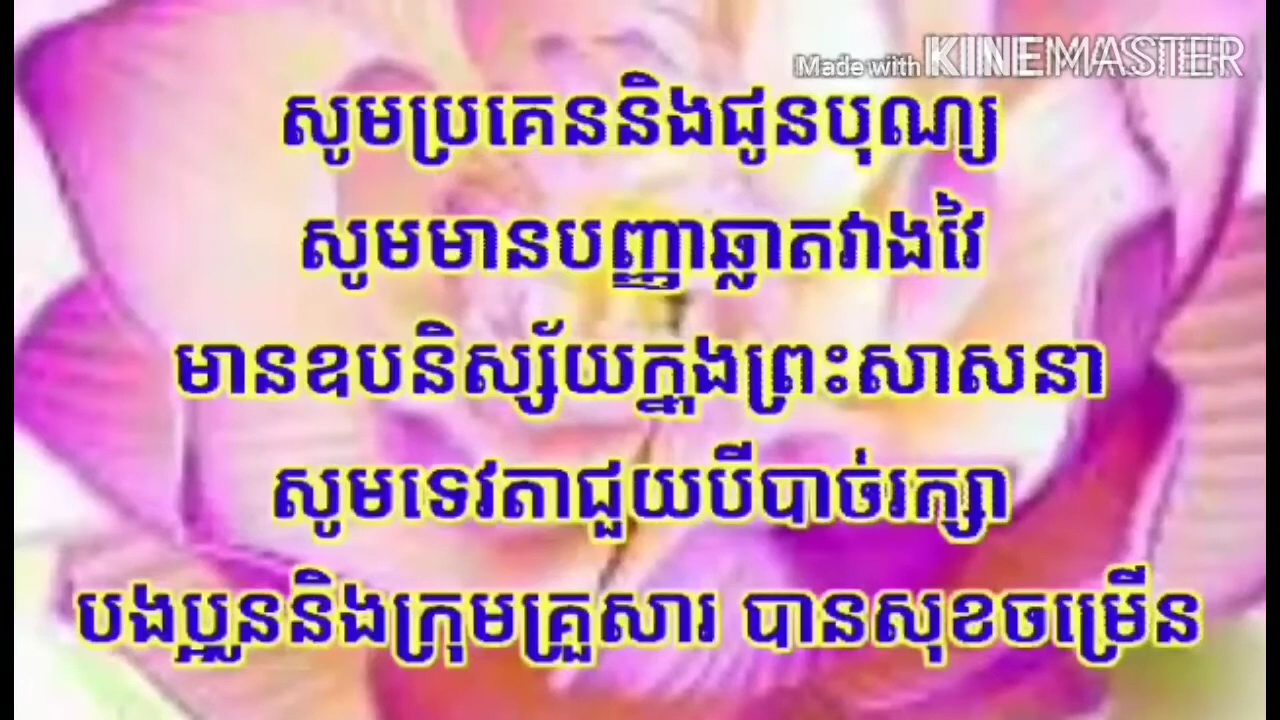 Made with KINEMASTER
សូមប្រគេននិងជូនបុណ្យ
សូមមានបញ្ញាឆ្លាតវាងវៃ
មានឧបនិស្ស័យក្នុងព្រះសាសនា
សូមទេវតាជួយបីបាច់រក្សា
បងប្អូននិងក្រុមគ្រួសារ បានសុខចម្រើន